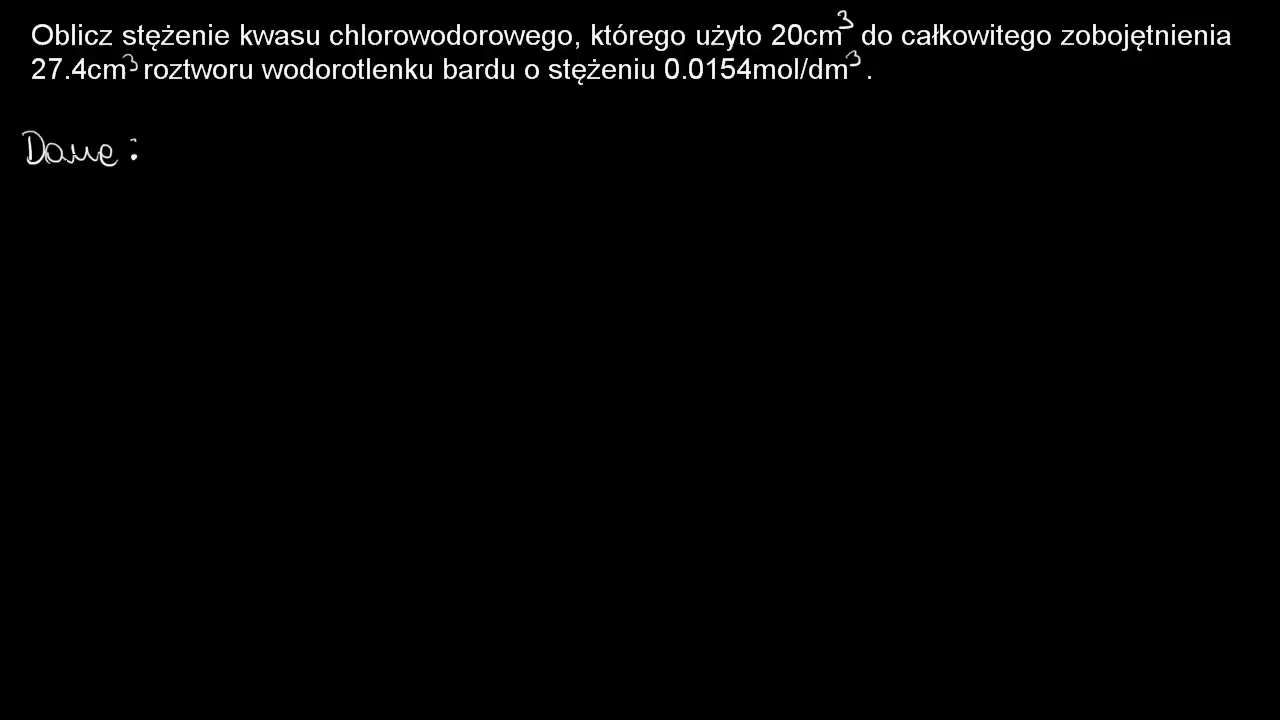 Oblicz stężenie kwasu chlorowodorowego, którego użyto 20cm³ do całkowitego zobojętnienia
27.4cm³ roztworu wodorotlenku bardu o stężeniu 0.0154mol/dm³ .
Dane :